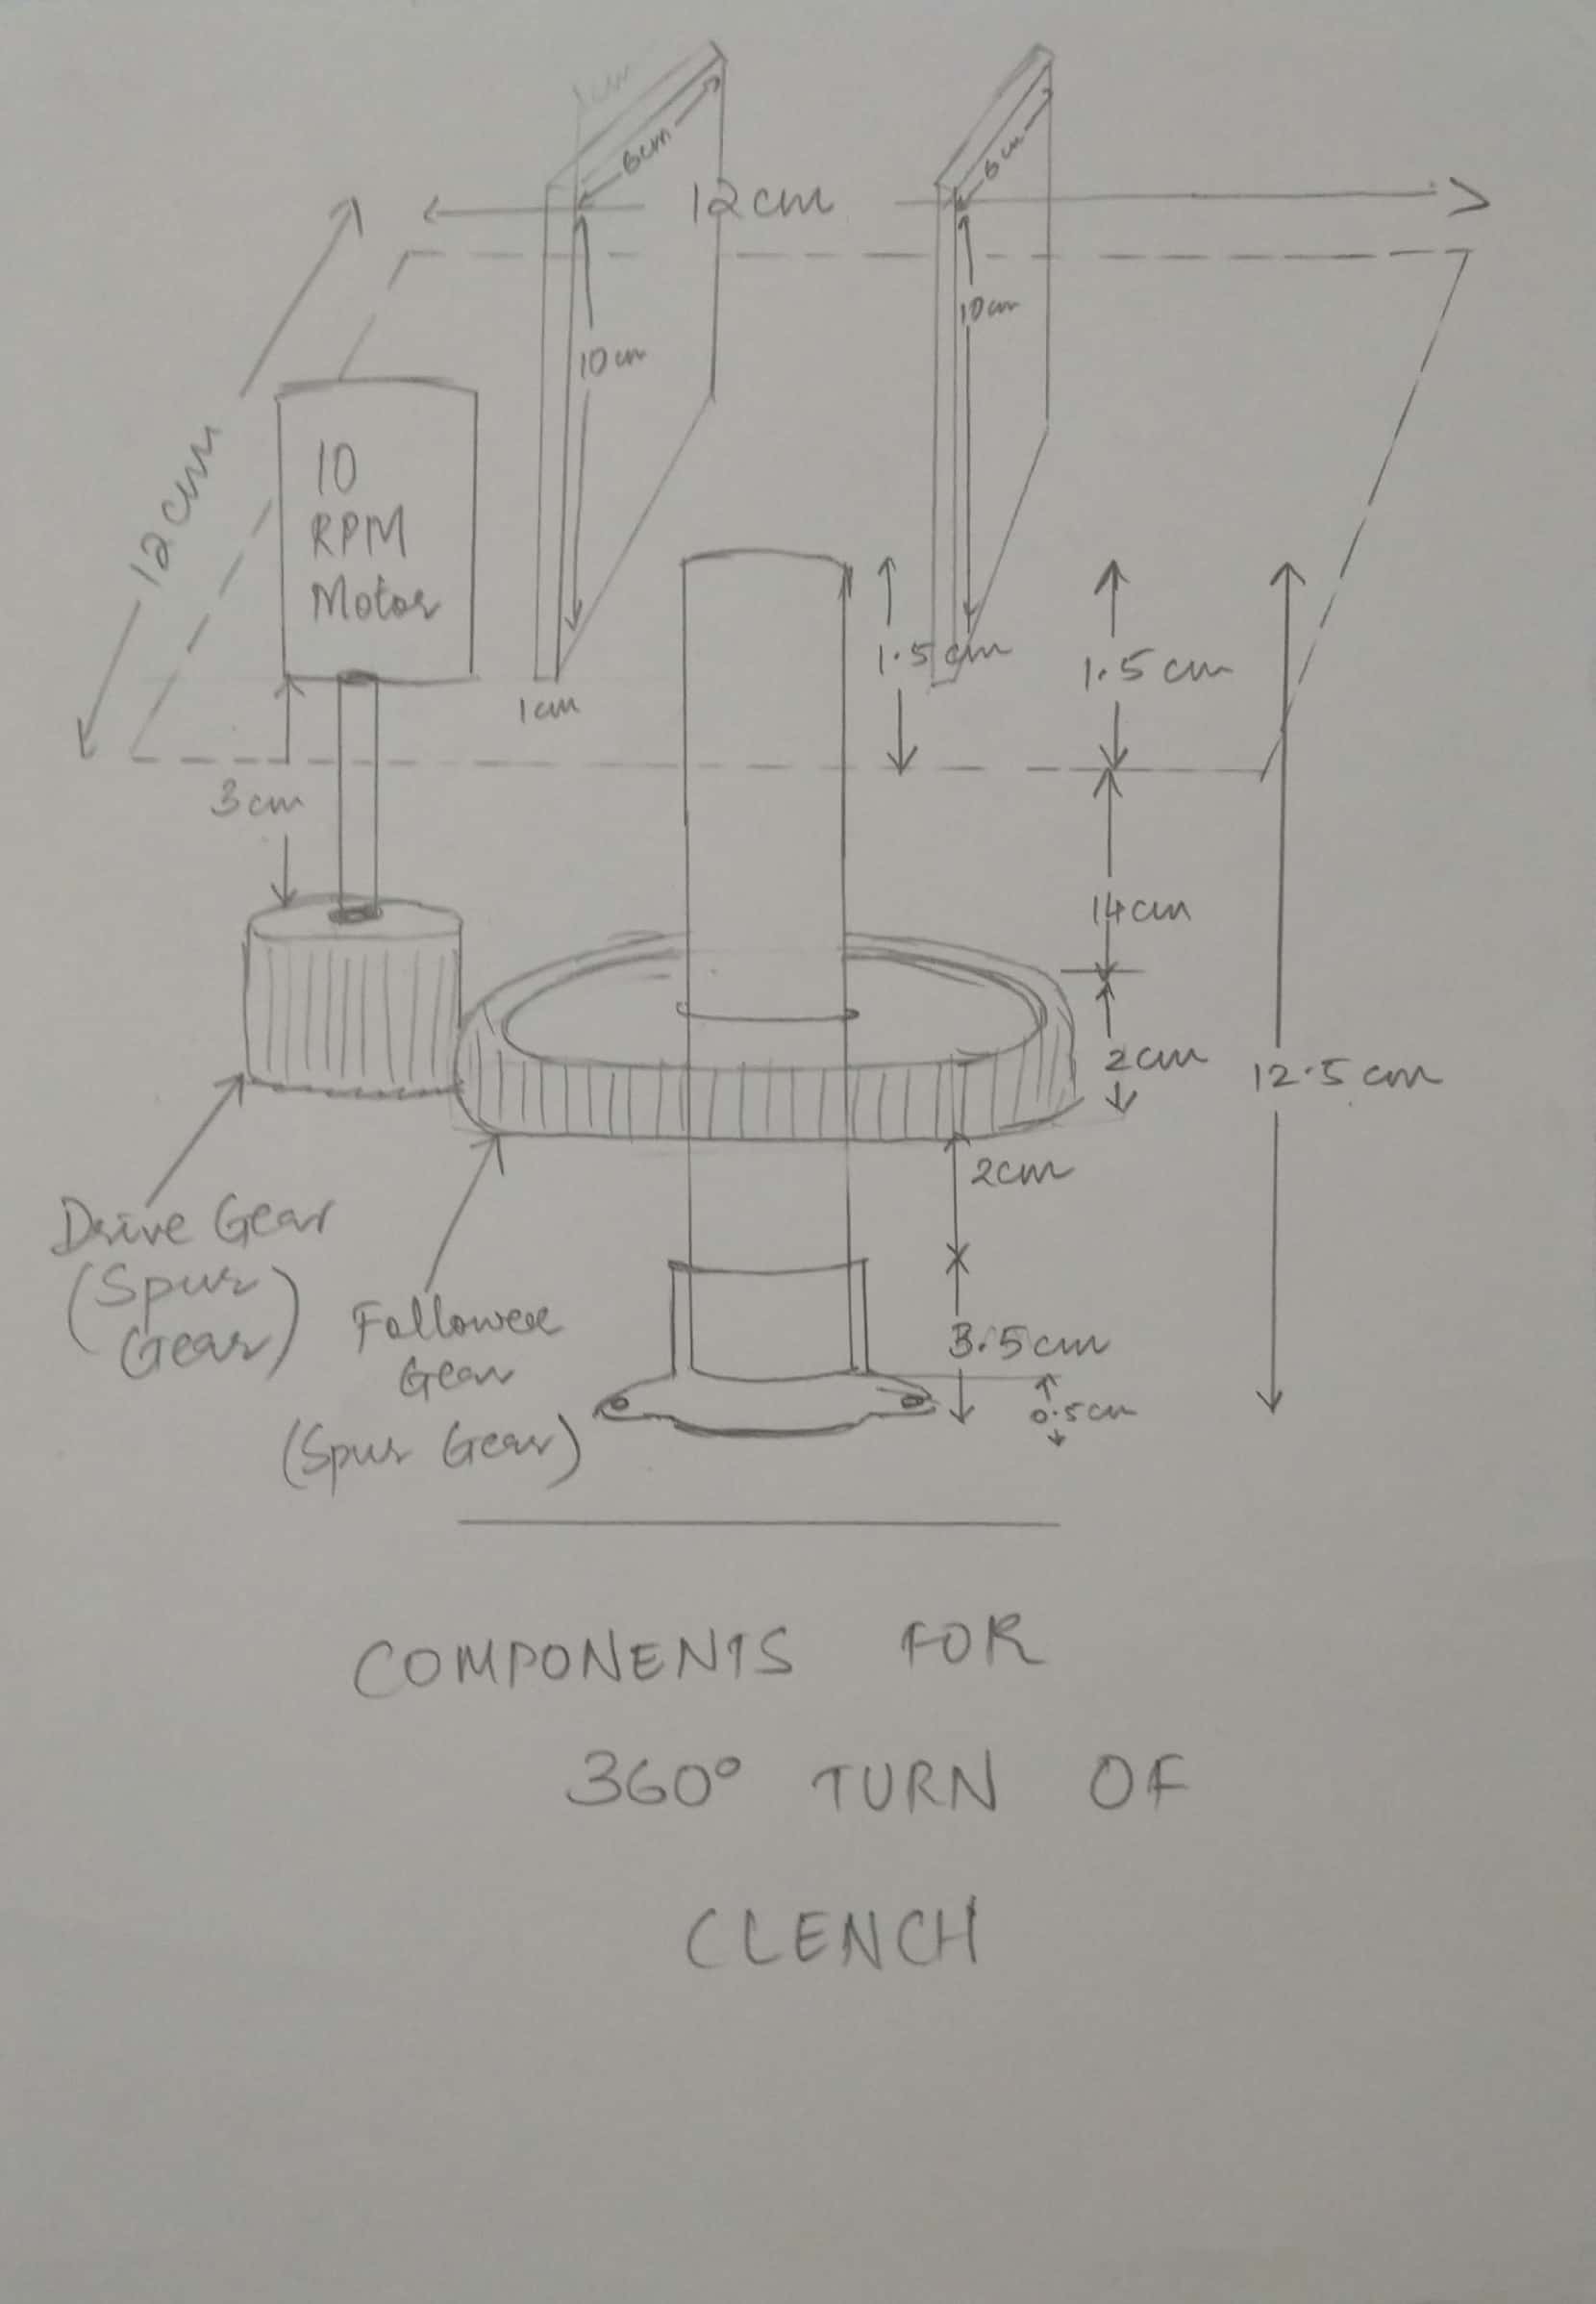 6cm
6cm
12cm
10cm
10cm
12cm
10
RPM
Motor
1.5cm
1.5cm
1cm
3cm
14cm
2cm
12.5cm
2cm
Drive Gear
(Spur
Gear)
Follower
Gear
(Spur Gear)
3.5cm
0.5cm
COMPONENTS FOR
360° TURN OF
CLENCH